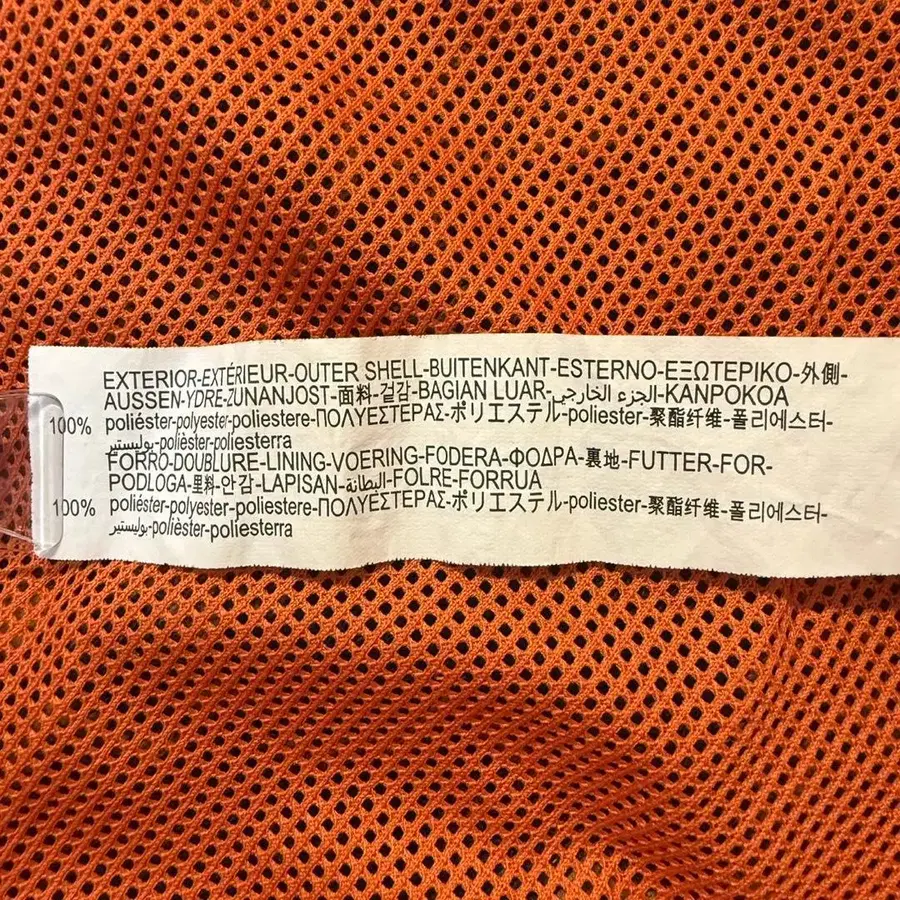 EXTERIOR-EXTÉRIEUR-OUTER SHELL-BUITENKANT-ESTERNO-ΕΞΩΤΕΡΙΚΟ-外側-
AUSSEN-YDRE-ZUNANJOST-面料-겉감-BAGIAN LUAR-الجزء الخارجي-KANPOKOA
100% poliéster-polyester-poliestere-ΠΟΛΥΕΣΤΕΡΑΣ-ポリエステル-poliester-聚酯纤维-폴리에스터-
بوليستير-polièster-poliesterra
FORRO-DOUBLURE-LINING-VOERING-FODERA-ΦΟΔΡΑ-裏地-FUTTER-FOR-
PODLOGA-里料-안감-LAPISAN-البطانة-FOLRE-FORRUA
100% poliéster-polyester-poliestere-ΠΟΛΥΕΣΤΕΡΑΣ-ポリエステル-poliester-聚酯纤维-폴리에스터-
بوليستير-polièster-poliesterra